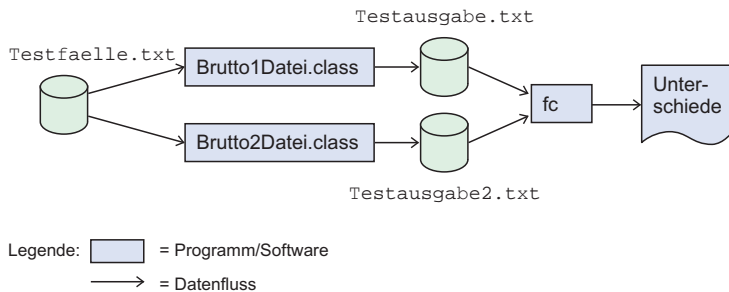 Testausgabe.txt
Testfaelle.txt
Brutto1Datei.class
Unter-
schiede
fc
Brutto2Datei.class
Testausgabe2.txt
Legende:
= Programm/Software
= Datenfluss